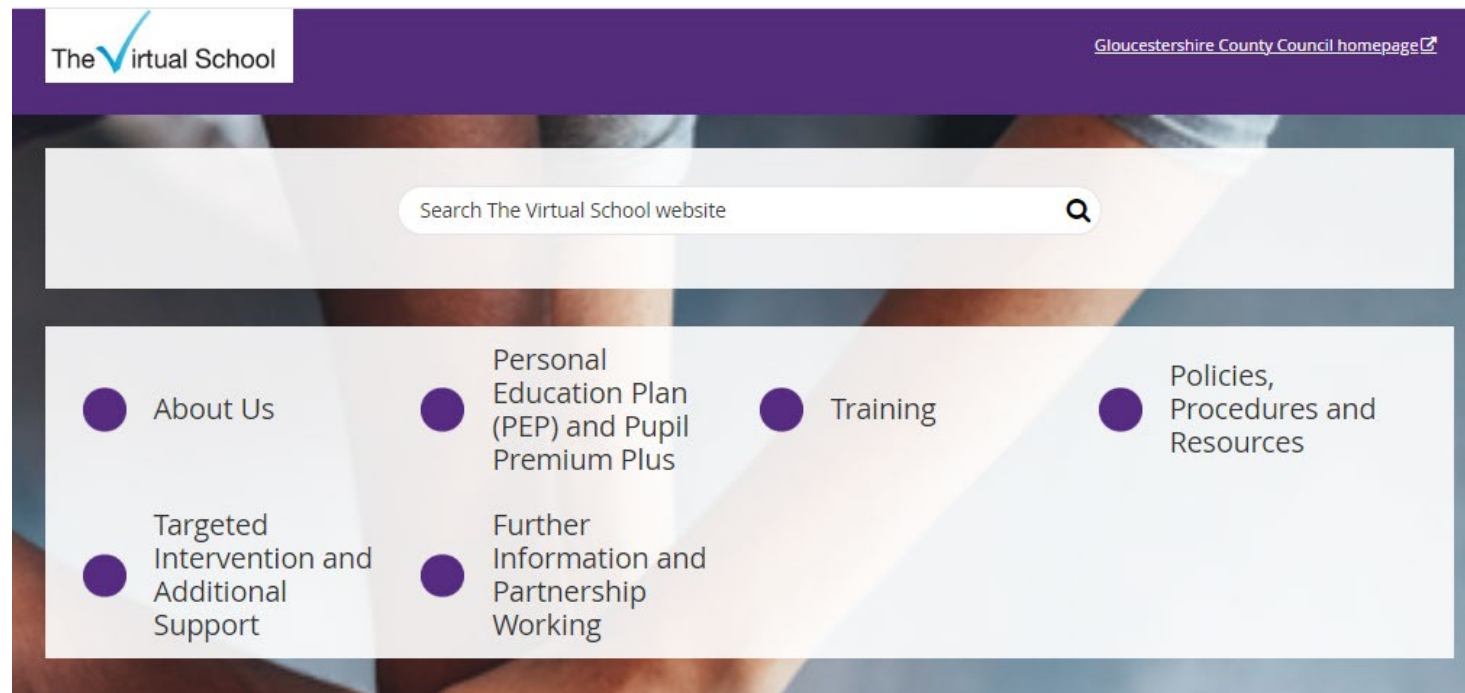 The Virtual School
Gloucestershire County Council homepage
Search The Virtual School website
About Us
Personal
Education Plan
(PEP) and Pupil
Premium Plus
Training
Policies,
Procedures and
Resources
Targeted
Intervention and
Additional
Support
Further
Information and
Partnership
Working